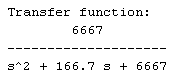 Transfer function:
6667
-------------------
s^2 + 166.7 s + 6667